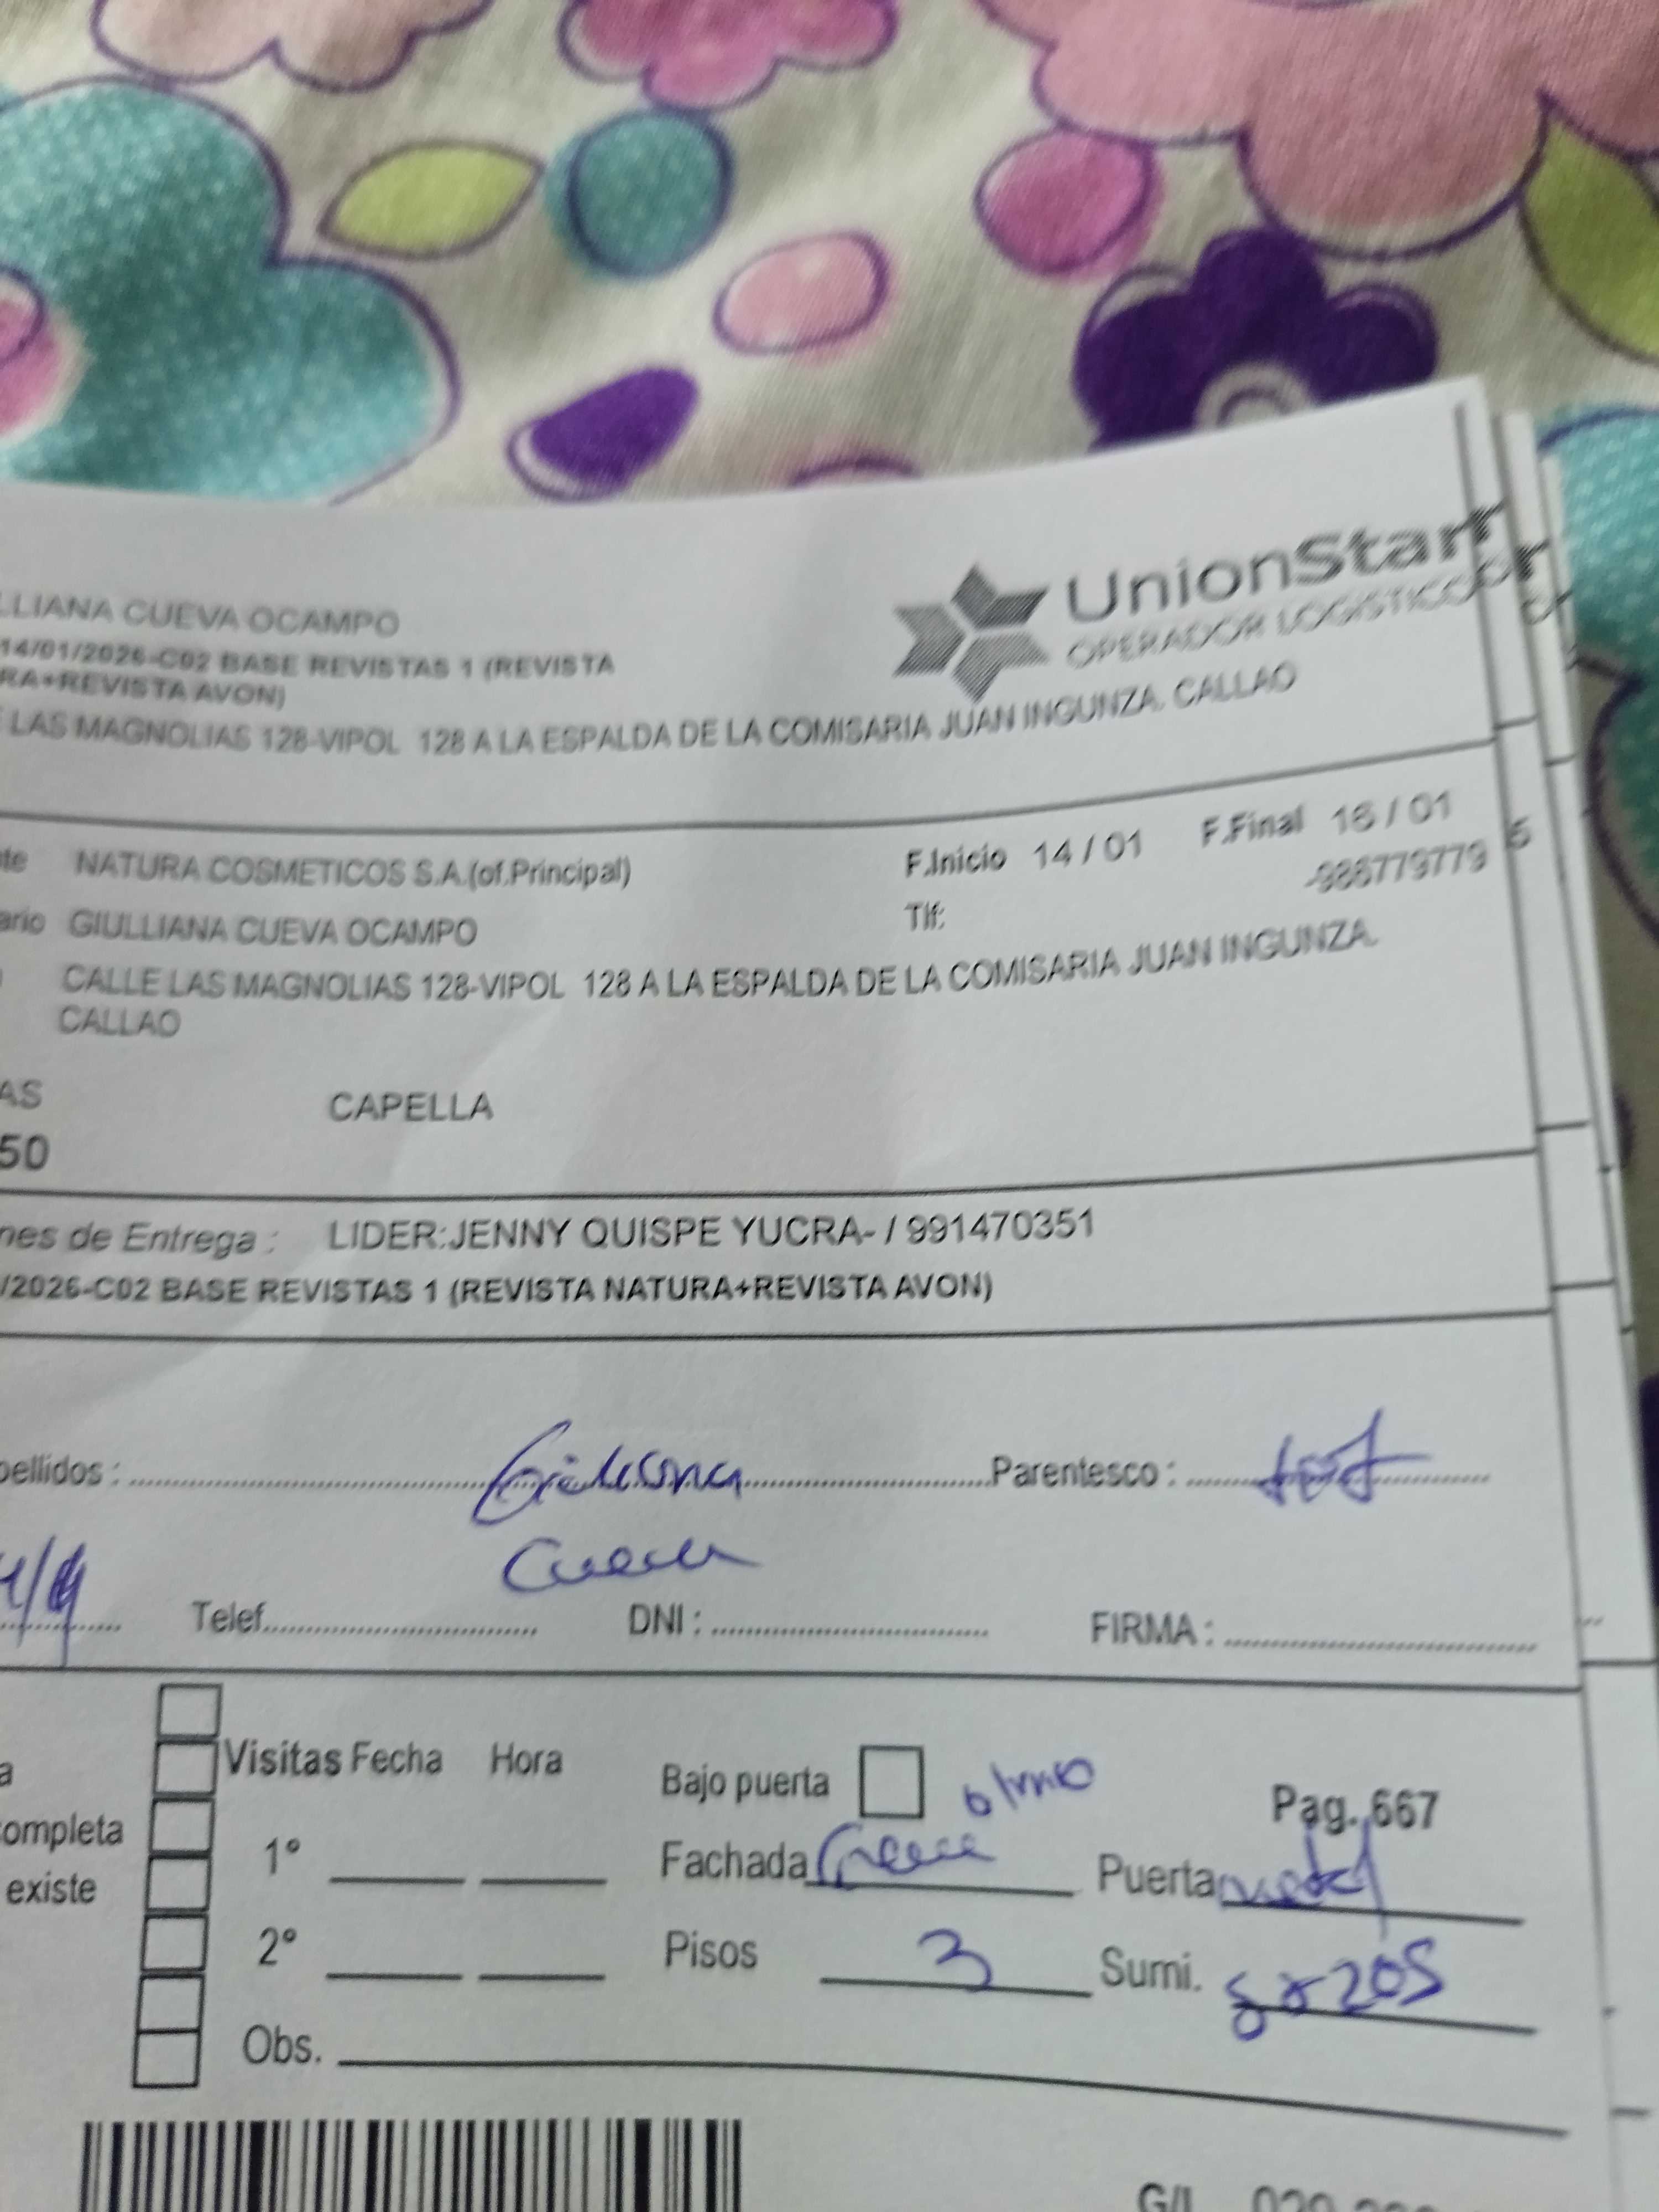 LLIANA CUEVA OCAMPO
14/01/2026-C02 BASE REVISTAS 1 (REVISTA
RA+REVISTA AVON)
LAS MAGNOLIAS 128-VIPOL 128 A LA ESPALDA DE LA COMISARIA JUAN INGUNZA. CALLAO
UnionStar
OPERADOR LOGISTICO
te NATURA COSMETICOS S.A.(of.Principal) F.Inicio 14 / 01 F.Final 16 / 01
ario GIULLIANA CUEVA OCAMPO Tlf: -986779779
CALLE LAS MAGNOLIAS 128-VIPOL 128 A LA ESPALDA DE LA COMISARIA JUAN INGUNZA.
CALLAO
AS CAPELLA
50
nes de Entrega : LIDER:JENNY QUISPE YUCRA- / 991470351
/2026-C02 BASE REVISTAS 1 (REVISTA NATURA+REVISTA AVON)
pellidos : Parentesco :
Cueva
Telef. DNI : FIRMA :
a Visitas Fecha Hora Bajo puerta Pag. 667
ompleta 1° Fachada Puerta
existe 2° Pisos 3 Sumi.
Obs.
G/L